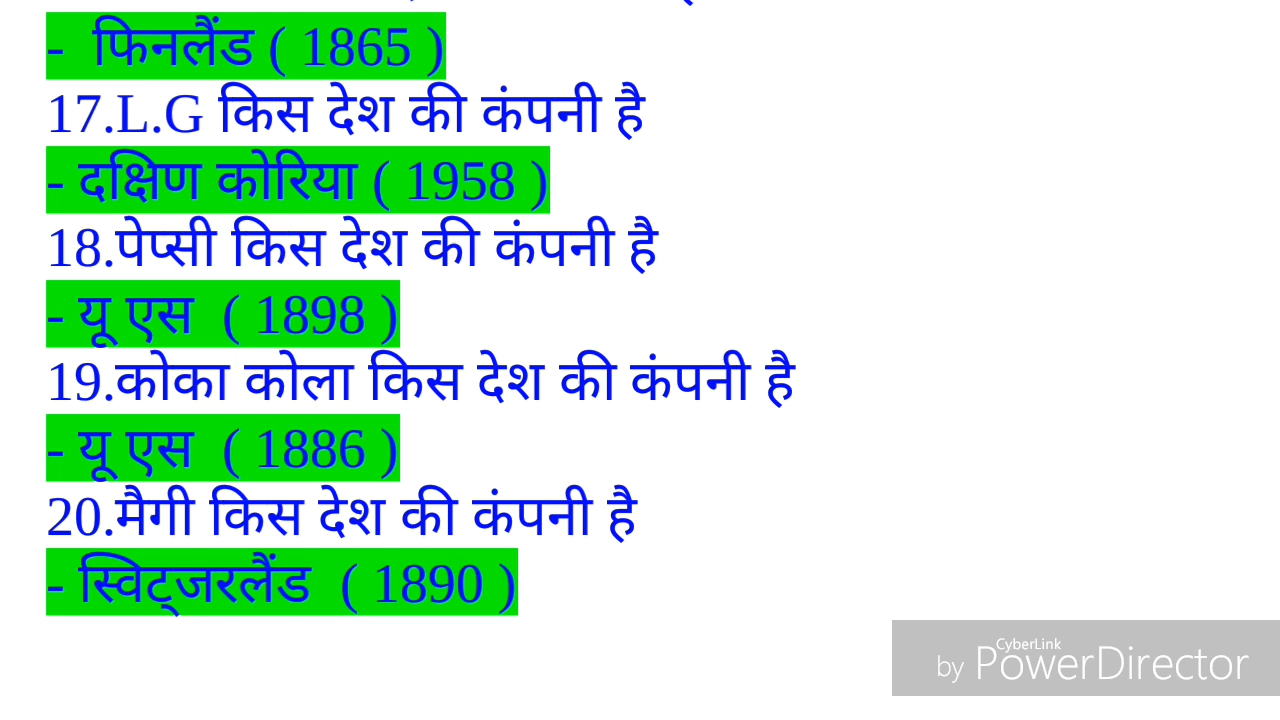 - फिनलैंड ( 1865 )
17.L.G किस देश की कंपनी है
- दक्षिण कोरिया ( 1958 )
18.पेप्सी किस देश की कंपनी है
- यू एस ( 1898 )
19.कोका कोला किस देश की कंपनी है
- यू एस ( 1886 )
20.मैगी किस देश की कंपनी है
- स्विट्जरलैंड ( 1890 )
CyberLink
by PowerDirector